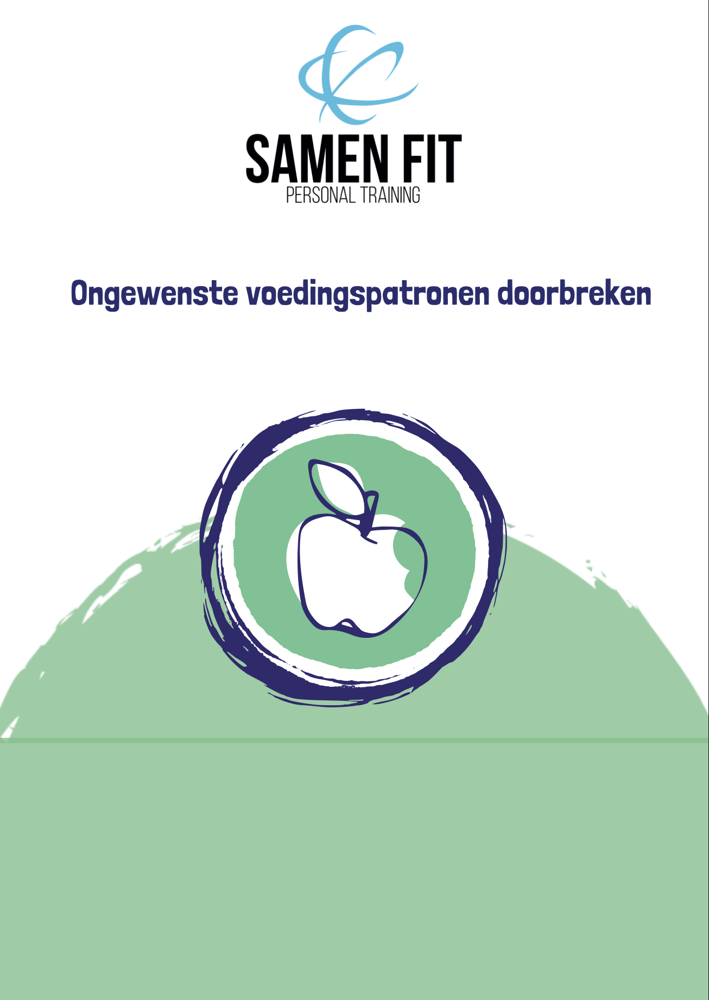 SAMEN FIT
PERSONAL TRAINING
Ongewenste voedingspatronen doorbreken